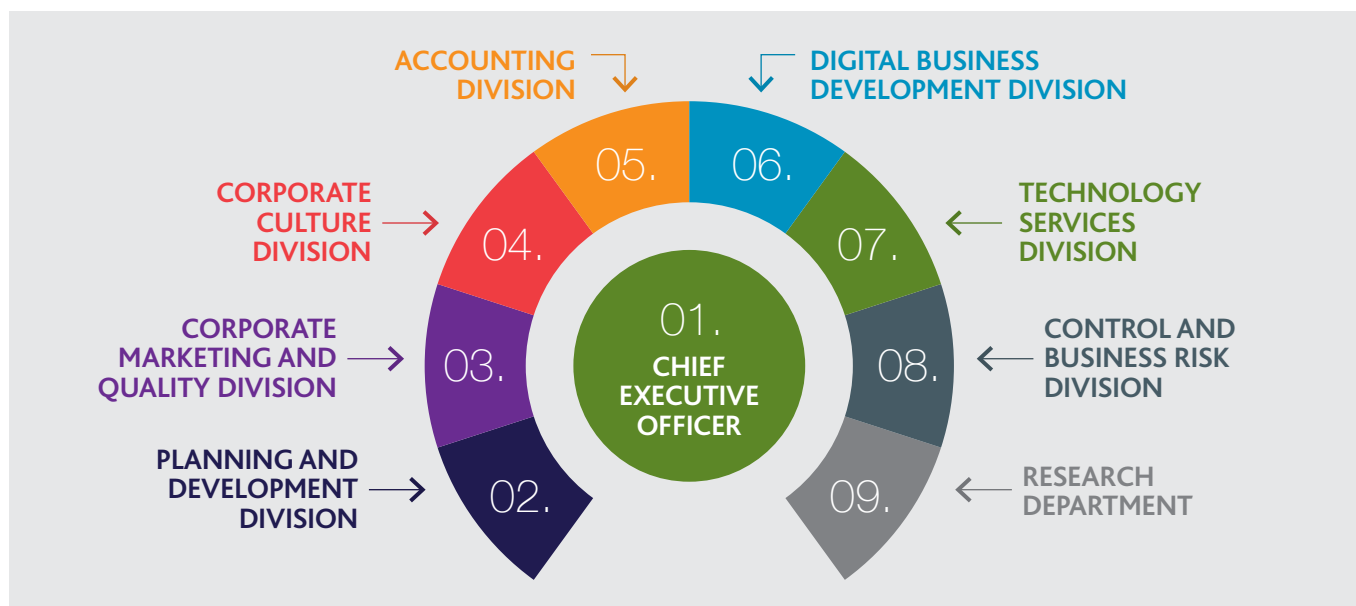 ACCOUNTING
DIVISION
DIGITAL BUSINESS
DEVELOPMENT DIVISION
CORPORATE
CULTURE
DIVISION
TECHNOLOGY
SERVICES
DIVISION
CORPORATE
MARKETING AND
QUALITY DIVISION
CONTROL AND
BUSINESS RISK
DIVISION
PLANNING AND
DEVELOPMENT
DIVISION
RESEARCH
DEPARTMENT
01.
CHIEF
EXECUTIVE
OFFICER
02.
03.
04.
05.
06.
07.
08.
09.